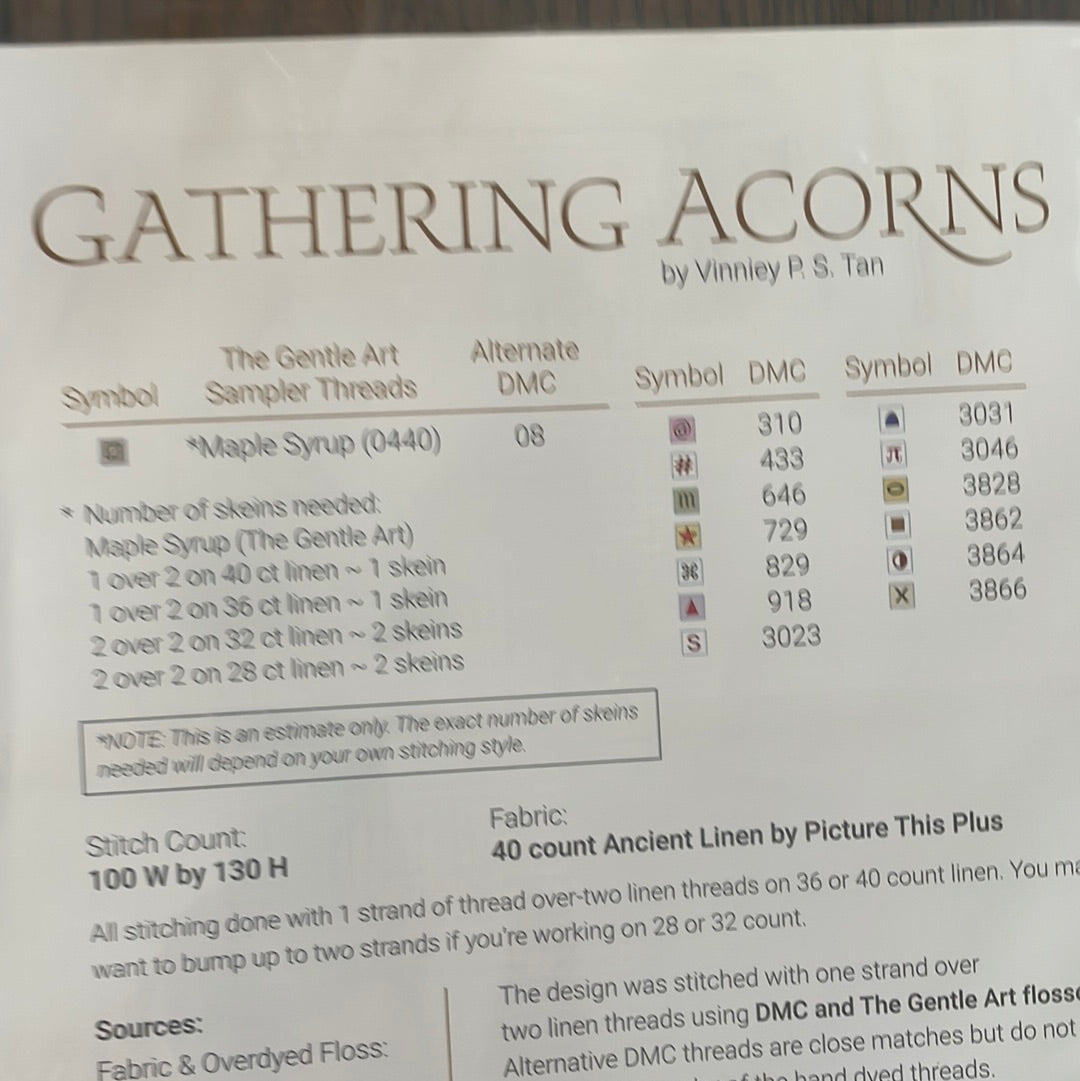 GATHERING ACORNS
by Vinniey P. S. Tan
Symbol The Gentle Art Sampler Threads Alternate DMC
*Maple Syrup (0440) 08
* Number of skeins needed:
Maple Syrup (The Gentle Art)
1 over 2 on 40 ct linen ~ 1 skein
1 over 2 on 36 ct linen ~ 1 skein
2 over 2 on 32 ct linen ~ 2 skeins
2 over 2 on 28 ct linen ~ 2 skeins
*NOTE: This is an estimate only. The exact number of skeins
needed will depend on your own stitching style.
Symbol DMC
@ 310
# 433
m 646
★ 729
⌘ 829
▲ 918
S 3023
Symbol DMC
3031
π 3046
3828
■ 3862
3864
X 3866
Stitch Count:
100 W by 130 H
Fabric:
40 count Ancient Linen by Picture This Plus
All stitching done with 1 strand of thread over-two linen threads on 36 or 40 count linen. You ma
want to bump up to two strands if you're working on 28 or 32 count.
Sources:
Fabric & Overdyed Floss:
The design was stitched with one strand over
two linen threads using DMC and The Gentle Art flosse
Alternative DMC threads are close matches but do not
of the hand dyed threads.